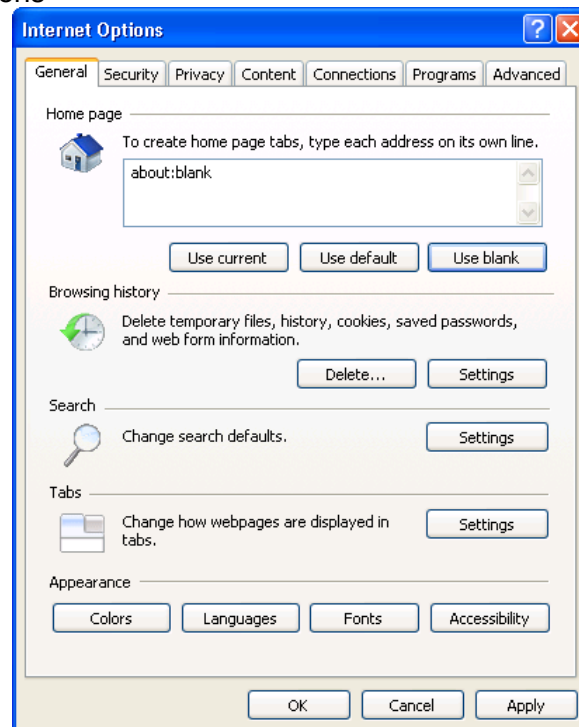 Internet Options
General Security Privacy Content Connections Programs Advanced
Home page
To create home page tabs, type each address on its own line.
about:blank
Use current Use default Use blank
Browsing history
Delete temporary files, history, cookies, saved passwords,
and web form information.
Delete... Settings
Search
Change search defaults. Settings
Tabs
Change how webpages are displayed in
tabs.
Settings
Appearance
Colors Languages Fonts Accessibility
OK Cancel Apply